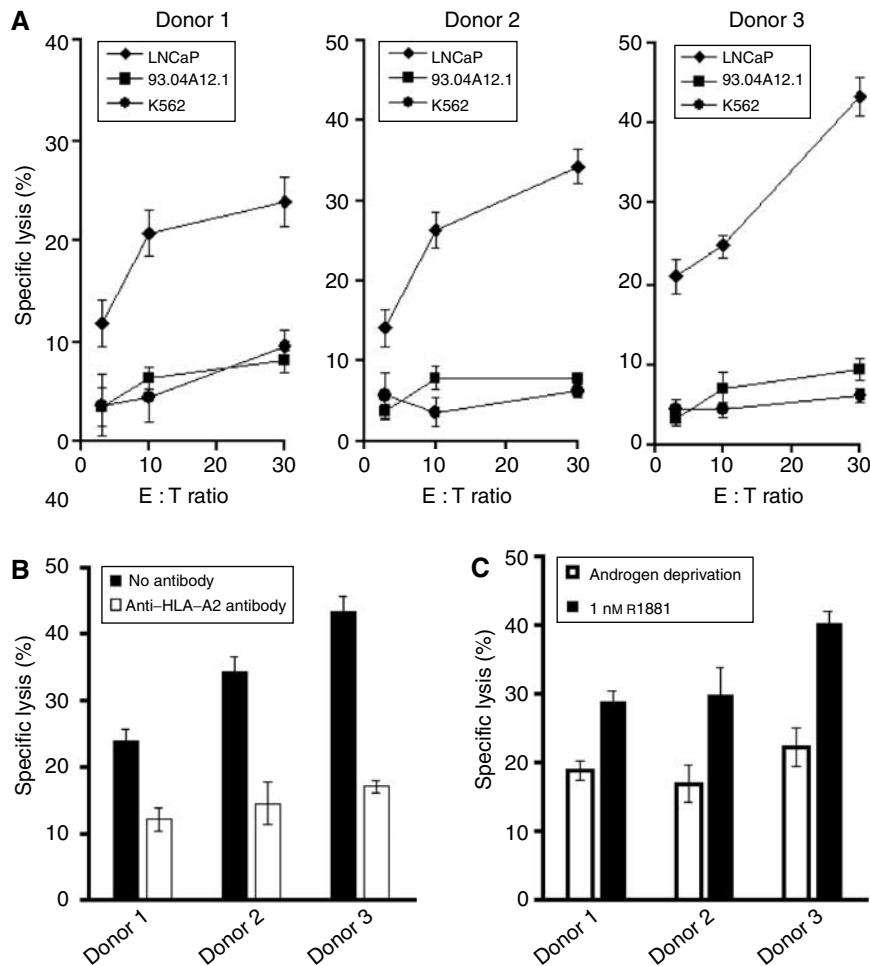 A
Donor 1
Donor 2
Donor 3
Specific lysis (%)
40
30
20
10
0
LNCaP
93.04A12.1
K562
0
10
20
30
E : T ratio
40
50
40
30
20
10
0
LNCaP
93.04A12.1
K562
0
10
20
30
E : T ratio
50
40
30
20
10
0
LNCaP
93.04A12.1
K562
0
10
20
30
E : T ratio
B
Specific lysis (%)
50
40
30
20
10
0
No antibody
Anti–HLA–A2 antibody
Donor 1
Donor 2
Donor 3
C
Specific lysis (%)
50
40
30
20
10
0
Androgen deprivation
1 nM R1881
Donor 1
Donor 2
Donor 3